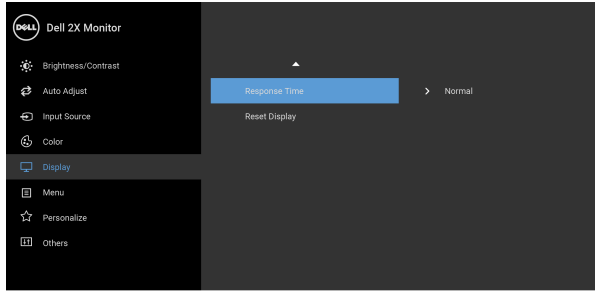 DELL Dell 2X Monitor
Brightness/Contrast
Auto Adjust
Input Source
Color
Display
Menu
Personalize
Others
Response Time Normal
Reset Display